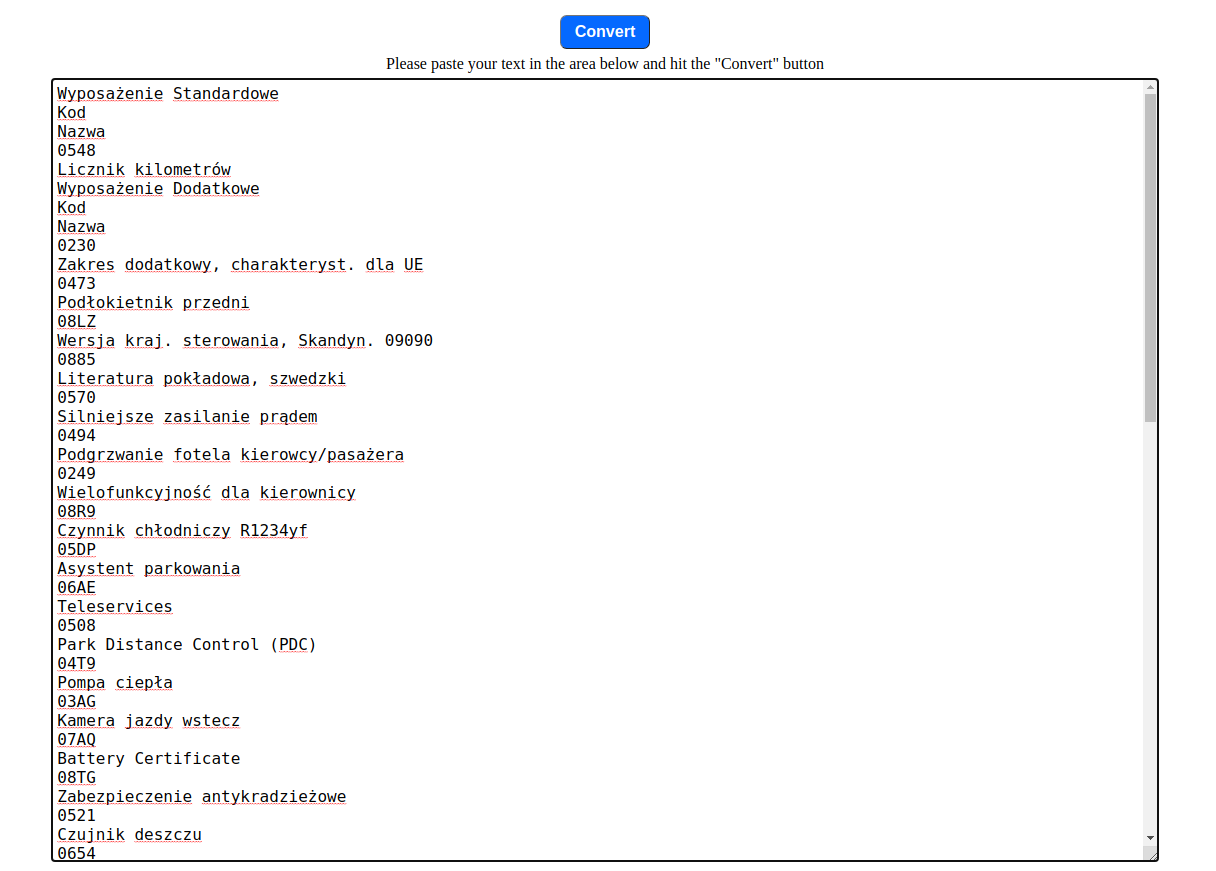 Convert
Please paste your text in the area below and hit the "Convert" button
Wyposażenie Standardowe
Kod
Nazwa
0548
Licznik kilometrów
Wyposażenie Dodatkowe
Kod
Nazwa
0230
Zakres dodatkowy, charakteryst. dla UE
0473
Podłokietnik przedni
08LZ
Wersja kraj. sterowania, Skandyn. 09090
0885
Literatura pokładowa, szwedzki
0570
Silniejsze zasilanie prądem
0494
Podgrzwanie fotela kierowcy/pasażera
0249
Wielofunkcyjność dla kierownicy
08R9
Czynnik chłodniczy R1234yf
05DP
Asystent parkowania
06AE
Teleservices
0508
Park Distance Control (PDC)
04T9
Pompa ciepła
03AG
Kamera jazdy wstecz
07AQ
Battery Certificate
08TG
Zabezpieczenie antykradzieżowe
0521
Czujnik deszczu
0654